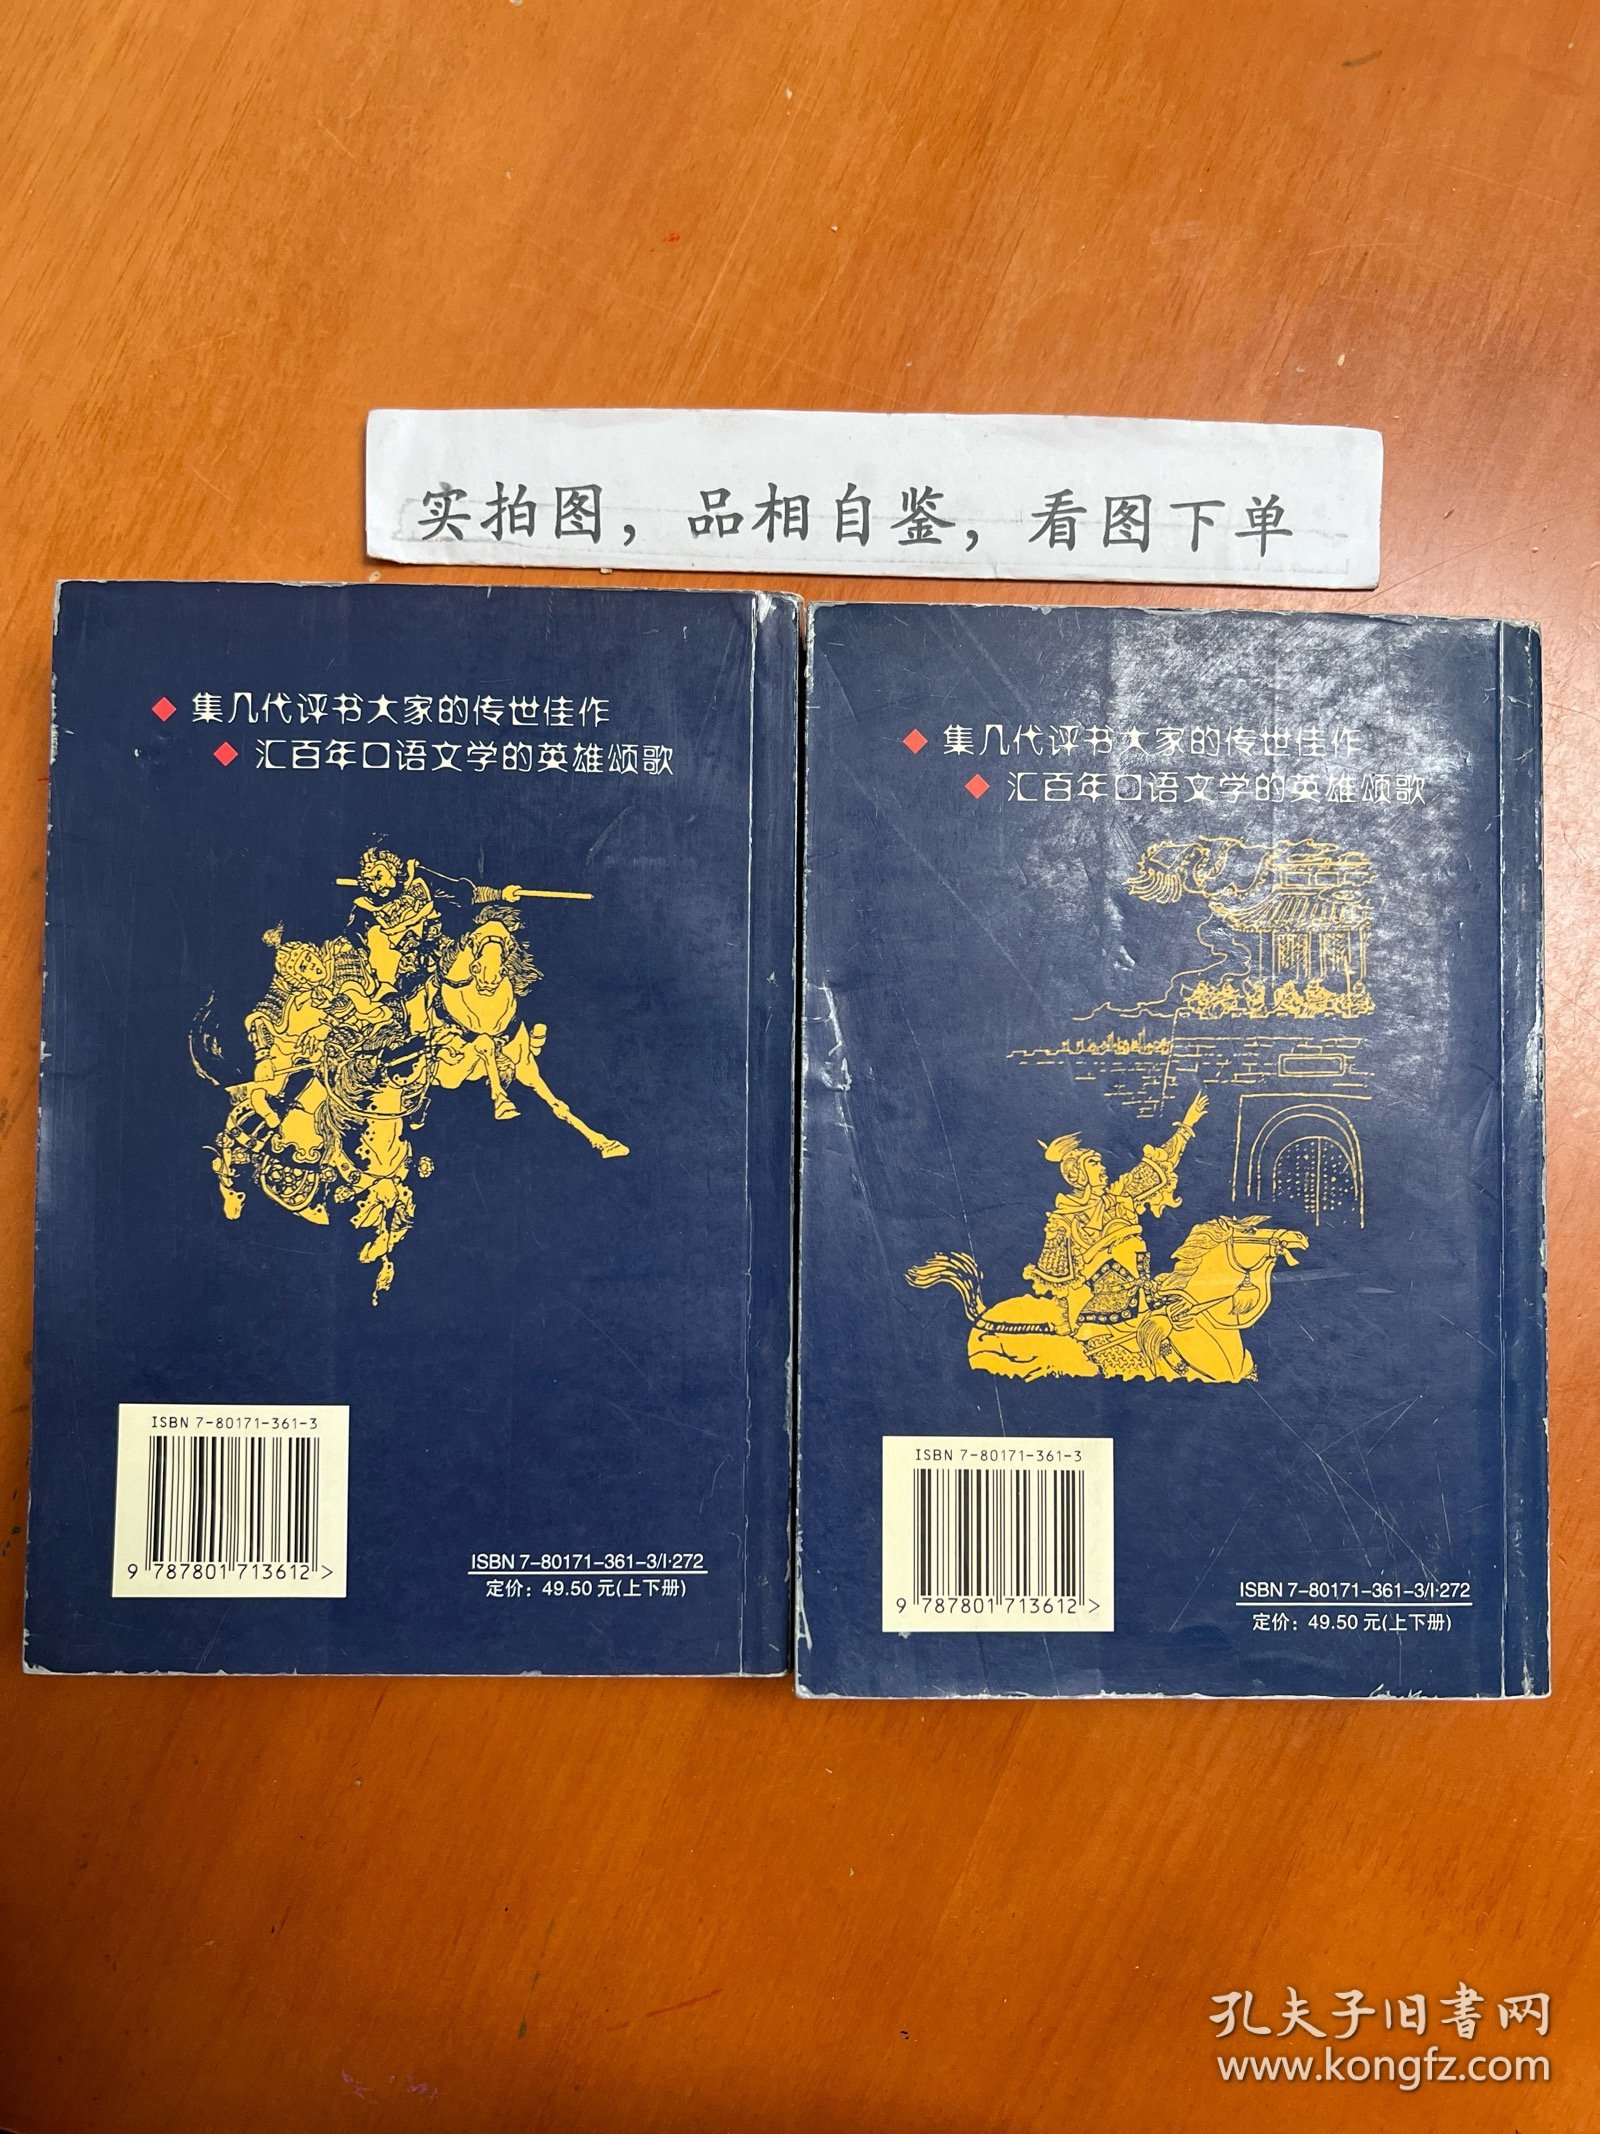 实拍图，品相自鉴，看图下单
◆集几代评书大家的传世佳作
◆汇百年口语文学的英雄颂歌
ISBN 7-80171-361-3
9 787801 713612 >
ISBN 7-80171-361-3/I·272
定价：49.50元(上下册)
◆集几代评书大家的传世佳作
◆汇百年口语文学的英雄颂歌
ISBN 7-80171-361-3
9 787801 713612 >
ISBN 7-80171-361-3/I·272
定价：49.50元(上下册)
孔夫子旧書网
www.kongfz.com